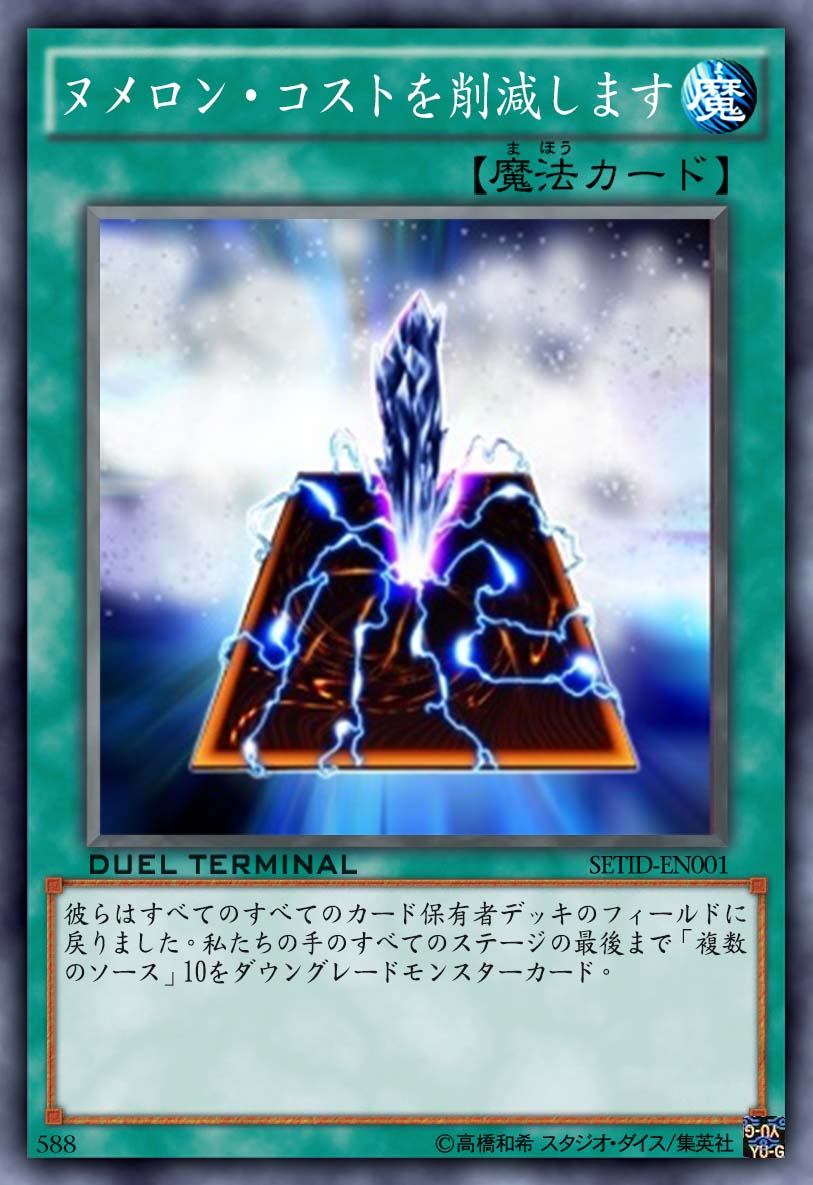 ヌメロン・コストを削減します 魔
ま
ま ほう
【魔法カード】
DUEL TERMINAL
SETID-EN001
彼らはすべてのすべてのカード保有者デッキのフィールドに
戻りました。私たちの手のすべてのステージの最後まで「複数
のソース」10をダウングレードモンスターカード。
588
©高橋和希 スタジオ・ダイス/集英社
YU-G
YU-G